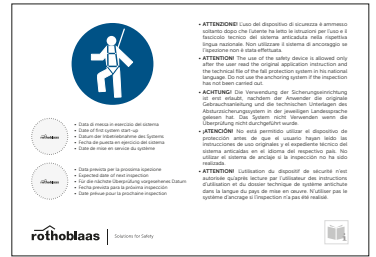 • ATTENZIONE! L'uso del dispositivo di sicurezza è ammesso
soltanto dopo che l'utente ha letto le istruzioni per l'uso e il
fascicolo tecnico del sistema anticaduta nella rispettiva
lingua nazionale. Non utilizzare il sistema di ancoraggio se
l'ispezione non è stata effettuata.
• ATTENTION! The use of the safety device is allowed only
after the user read the original application instruction and
the technical file of the fall protection system in his national
language. Do not use the anchoring system if the inspection
has not been carried out.
• ACHTUNG! Die Verwendung der Sicherungseinrichtung
ist erst erlaubt, nachdem der Anwender die originale
Gebrauchsanleitung und die technischen Unterlagen des
Absturzsicherungssystem in der jeweiligen Landessprache
gelesen hat. Das System nicht Verwenden wenn die
Überprüfung nicht durchgeführt wurde.
• ¡ATENCIÓN! No está permitido utilizar el dispositivo de
protección antes de que el usuario hayan leído las
instrucciones de uso originales y el expediente técnico del
sistema anticaídas en el idioma del respectivo país. No
utilizar el sistema de anclaje si la inspección no ha sido
realizada.
• ATTENTION! L'utilisation du dispositif de sécurité n'est
autorisée qu'après lecture par l'utilisateur des instructions
d'utilisation et du dossier technique de système antichute
dans la langue du pays de mise en œuvre. N'utiliser pas le
système d'ancrage si l'inspection n'a pas été réalisé.
rothoblaas
• Data di messa in esercizio del sistema
• Date of first system start-up
• Datum der Inbetriebnahme des Systems
• Fecha de puesta en ejercicio del sistema
• Date de mise en service du système
rothoblaas
• Data prevista per la prossima ispezione
• Expected date of next inspection
• Für die nächste Überprüfung vorgesehenes Datum
• Fecha prevista para la próxima inspección
• Date prévue pour la prochaine inspection
rothoblaas
Solutions for Safety